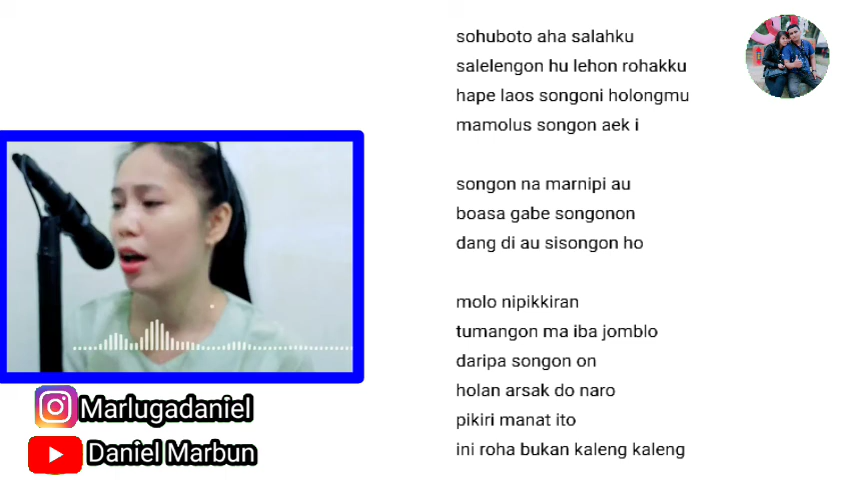 sohuboto aha salahku
salelengon hu lehon rohakku
hape laos songoni holongmu
mamolus songon aek i
songon na marnipi au
boasa gabe songonon
dang di au sisongon ho
molo nipikkiran
tumangon ma iba jomblo
daripa songon on
holan arsak do naro
pikiri manat ito
ini roha bukan kaleng kaleng
Marlugadaniel
Daniel Marbun